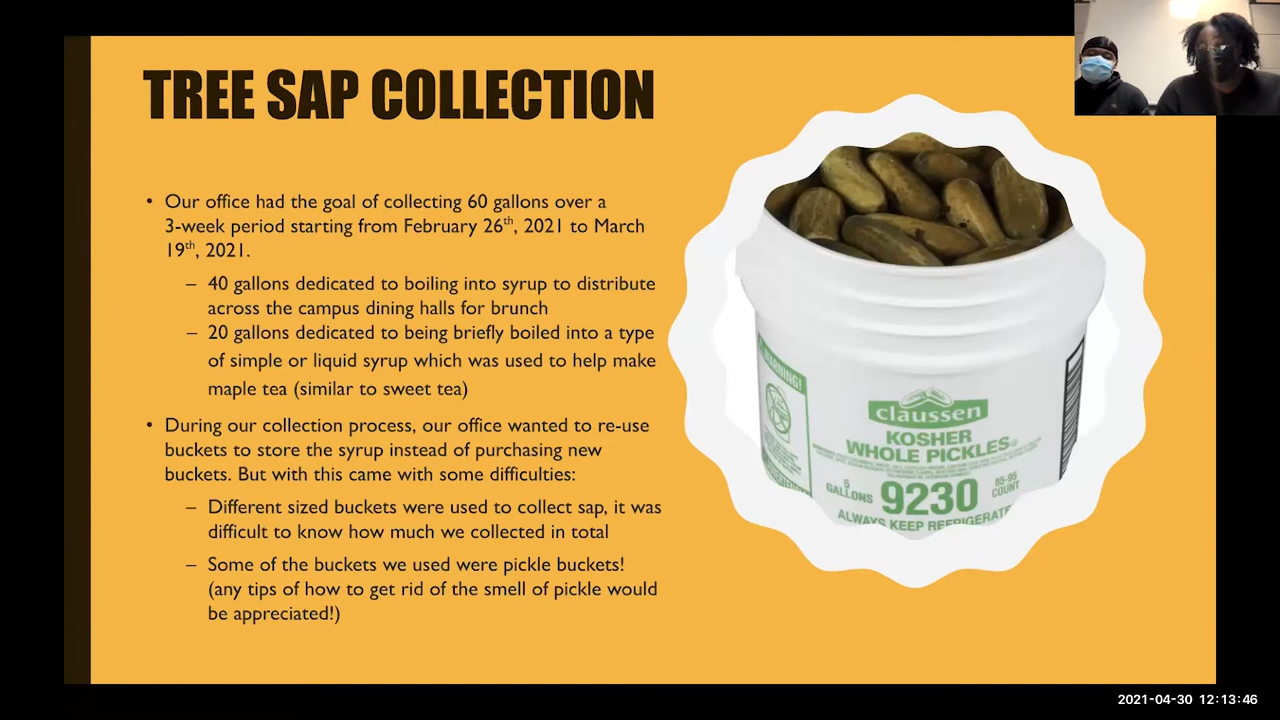 TREE SAP COLLECTION
• Our office had the goal of collecting 60 gallons over a
3-week period starting from February 26th, 2021 to March
19th, 2021.
– 40 gallons dedicated to boiling into syrup to distribute
across the campus dining halls for brunch
– 20 gallons dedicated to being briefly boiled into a type
of simple or liquid syrup which was used to help make
maple tea (similar to sweet tea)
• During our collection process, our office wanted to re-use
buckets to store the syrup instead of purchasing new
buckets. But with this came with some difficulties:
– Different sized buckets were used to collect sap, it was
difficult to know how much we collected in total
– Some of the buckets we used were pickle buckets!
(any tips of how to get rid of the smell of pickle would
be appreciated!)
WARNING!
claussen
KOSHER
WHOLE PICKLES
5
GALLONS
9230
85-95
COUNT
ALWAYS KEEP REFRIGERATE
2021-04-30 12:13:46